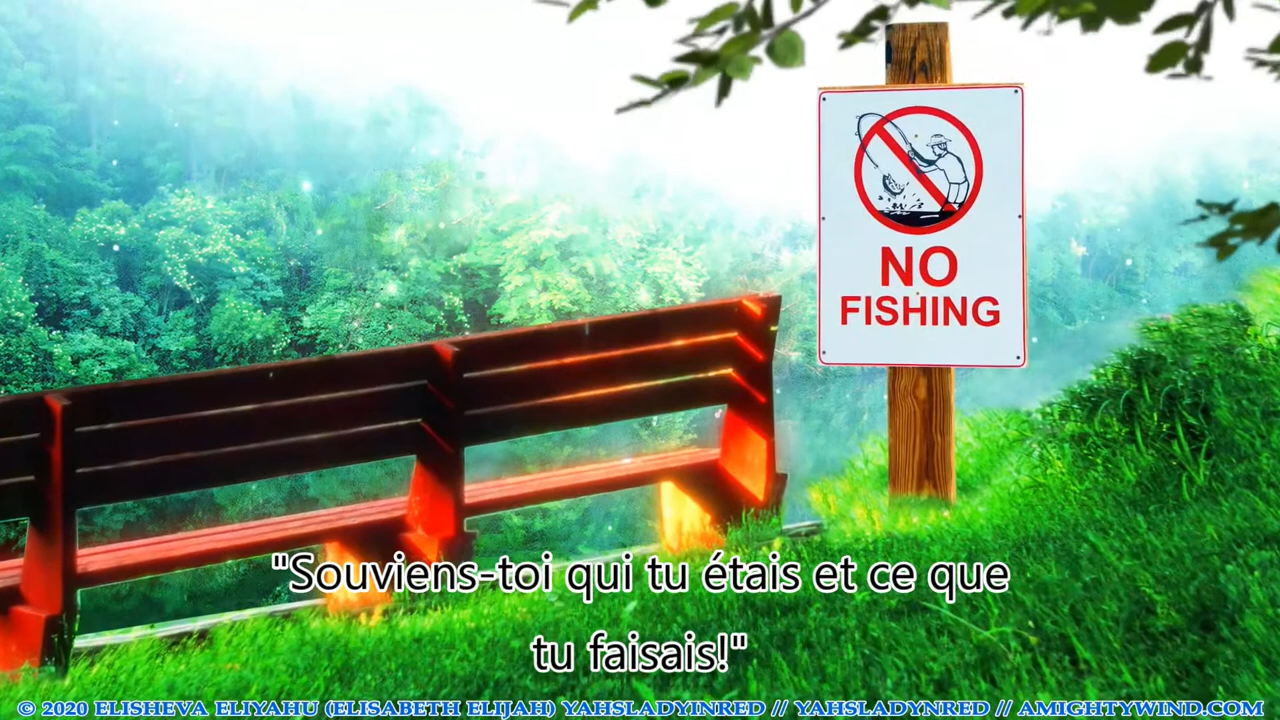 NO
FISHING
"Souviens-toi qui tu étais et ce que
tu faisais!"
© 2020 ELISHEVA ELIYAHU (ELISABETH ELIJAH) YAHSLADYINRED // YAHSLADYNRED // AMIGHTYWIND.COM